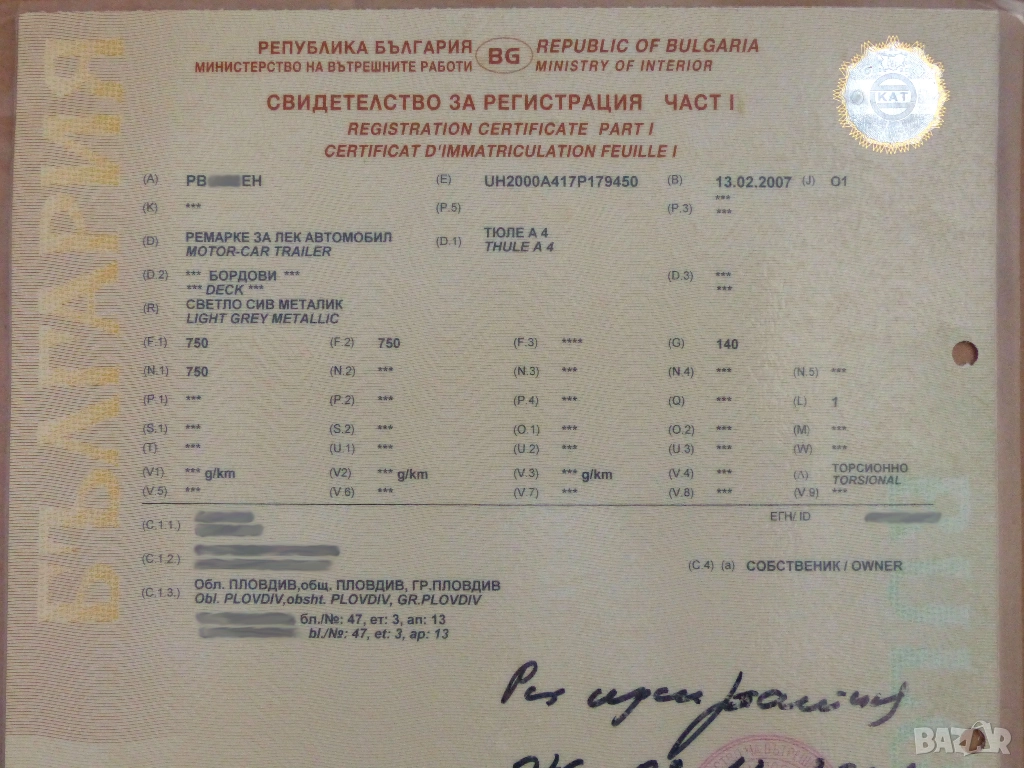 БЪЛГАРИЯ
РЕПУБЛИКА БЪЛГАРИЯ BG REPUBLIC OF BULGARIA
МИНИСТЕРСТВО НА ВЪТРЕШНИТЕ РАБОТИ MINISTRY OF INTERIOR
КАТ
СВИДЕТЕЛСТВО ЗА РЕГИСТРАЦИЯ ЧАСТ I
REGISTRATION CERTIFICATE PART I
CERTIFICAT D'IMMATRICULATION FEUILLE I
(A) PB EH (E) UH2000A417P179450 (B) 13.02.2007 (J) O1
***
(K) *** (P.5) (P.3) ***
(D) РЕМАРКЕ ЗА ЛЕК АВТОМОБИЛ (D.1) ТЮЛЕ А 4
MOTOR-CAR TRAILER THULE A 4
(D.2) *** БОРДОВИ *** (D.3) ***
*** DECK *** ***
(R) СВЕТЛО СИВ МЕТАЛИК
LIGHT GREY METALLIC
(F.1) 750 (F.2) 750 (F.3) **** (G) 140
(N.1) 750 (N.2) *** (N.3) *** (N.4) *** (N.5) ***
(P.1) *** (P.2) *** (P.4) *** (Q) *** (L) 1
(S.1) *** (S.2) *** (O.1) *** (O.2) *** (M) ***
(T) *** (U.1) *** (U.2) *** (U.3) *** (W) ***
(V1) *** g/km (V2) *** g/km (V.3) *** g/km (V.4) *** (Λ) ТОРСИОННО
TORSIONAL
(V.5) *** (V.6) *** (V.7) *** (V.8) *** (V.9) ***
(C.1.1.) ЕГН/ ID
(C.1.2.) (C.4) (a) СОБСТВЕНИК / OWNER
(C.1.3.) Обл. ПЛОВДИВ,общ. ПЛОВДИВ, ГР.ПЛОВДИВ
Obl. PLOVDIV,obsht. PLOVDIV, GR.PLOVDIV
бл./№: 47, ет: 3, ап: 13
bl./№: 47, et: 3, ap: 13
BAZAR